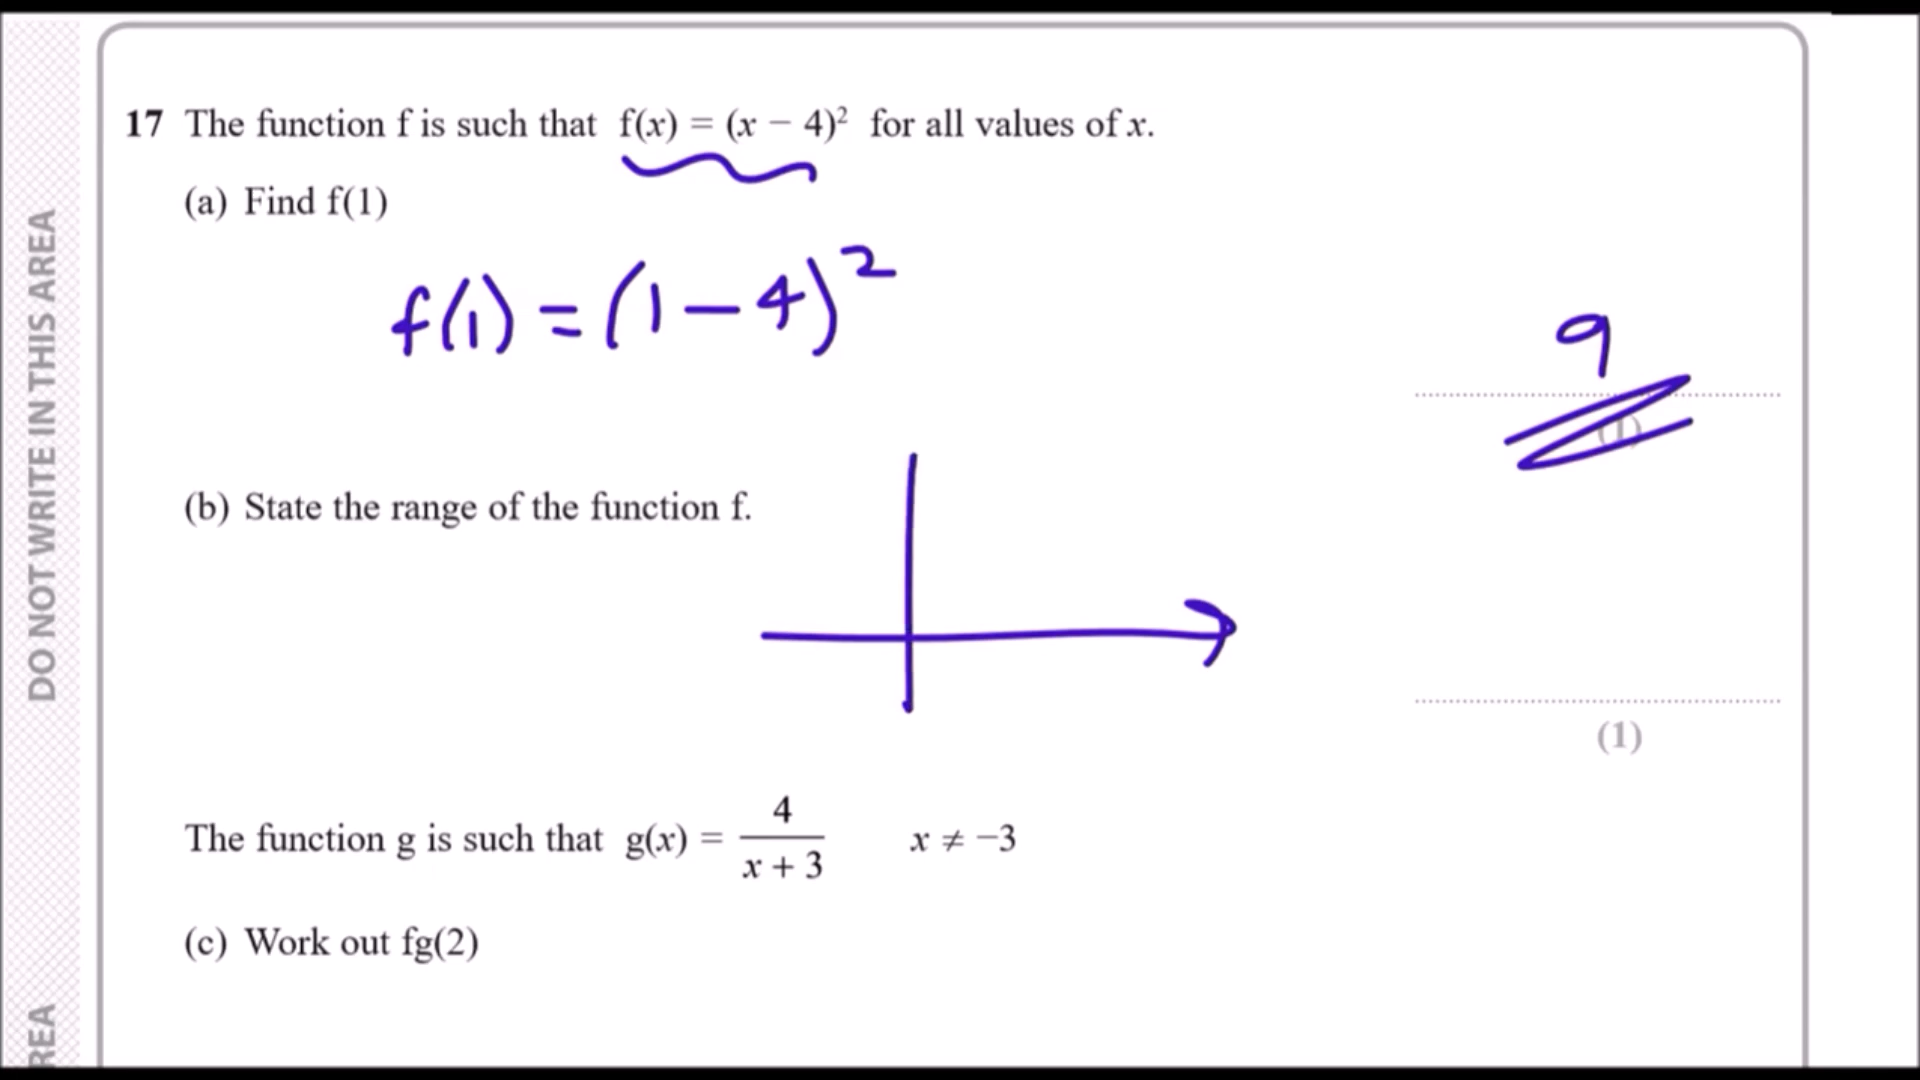 17 The function f is such that f(x) = (x − 4)² for all values of x.
(a) Find f(1)
f(1) = (1 − 4)²
9
(1)
(b) State the range of the function f.
(1)
The function g is such that g(x) = 4/(x + 3) x ≠ −3
(c) Work out fg(2)
DO NOT WRITE IN THIS AREA
REA